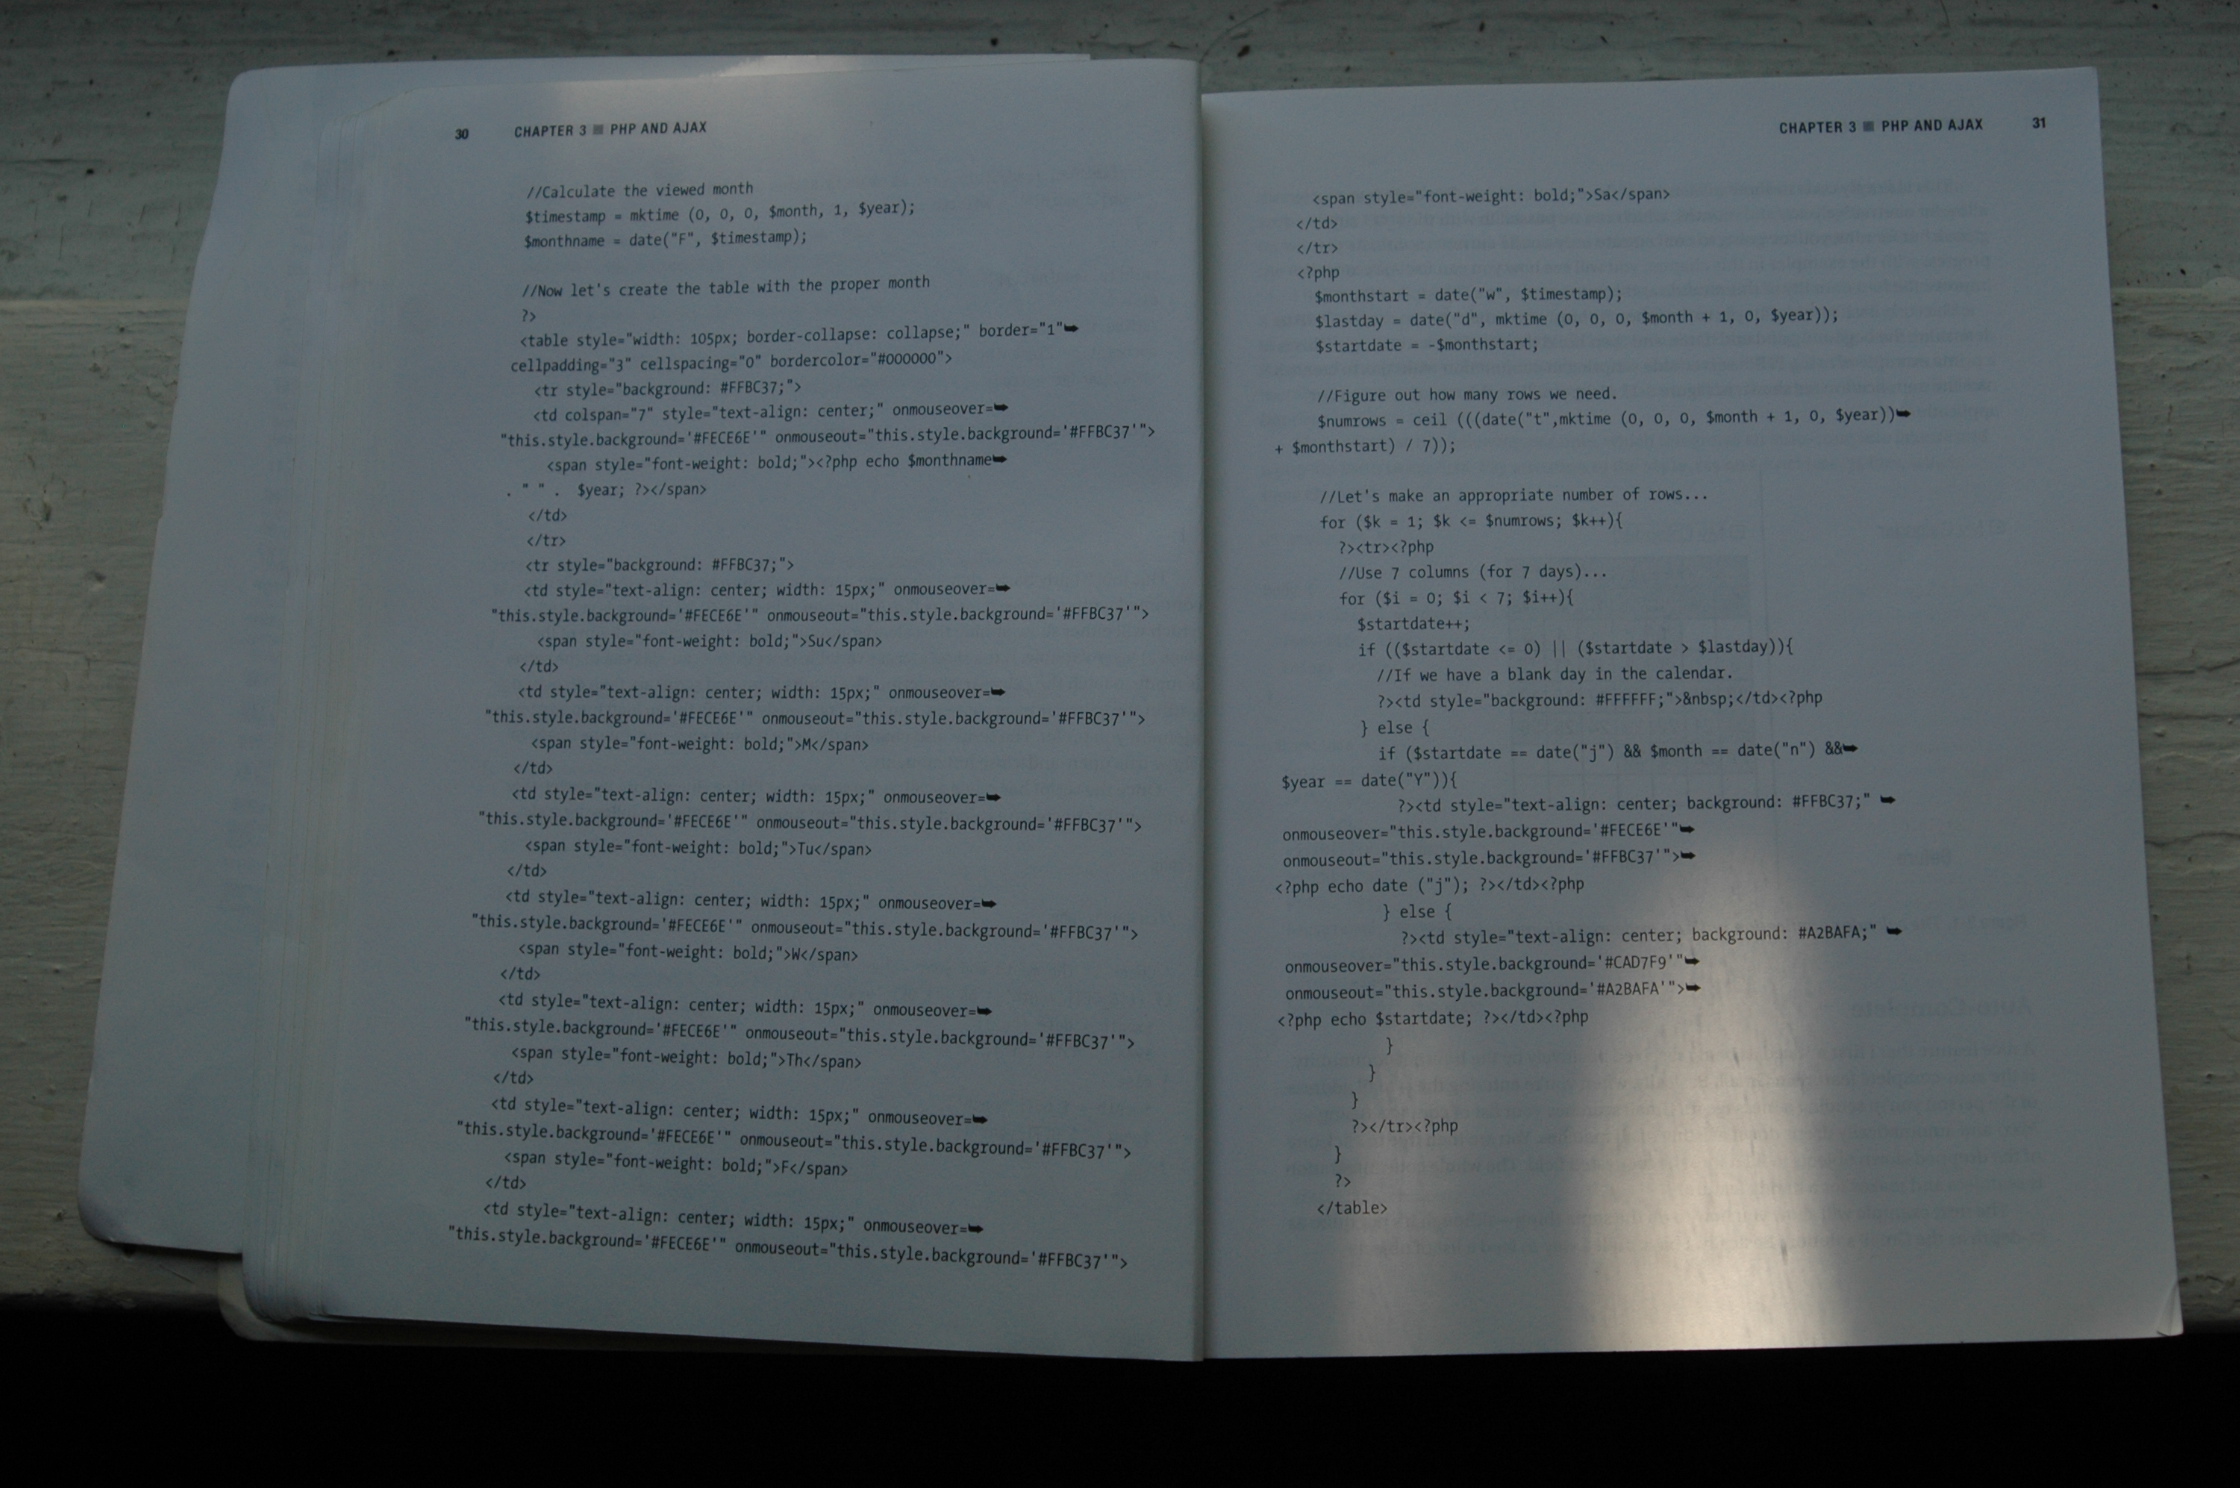 30 CHAPTER 3 ■ PHP AND AJAX
//Calculate the viewed month
$timestamp = mktime (0, 0, 0, $month, 1, $year);
$monthname = date("F", $timestamp);
//Now let's create the table with the proper month
?>
<table style="width: 105px; border-collapse: collapse;" border="1"➥
cellpadding="3" cellspacing="0" bordercolor="#000000">
<tr style="background: #FFBC37;">
<td colspan="7" style="text-align: center;" onmouseover=➥
"this.style.background='#FECE6E'" onmouseout="this.style.background='#FFBC37'">
<span style="font-weight: bold;"><?php echo $monthname➥
. " " . $year; ?></span>
</td>
</tr>
<tr style="background: #FFBC37;">
<td style="text-align: center; width: 15px;" onmouseover=➥
"this.style.background='#FECE6E'" onmouseout="this.style.background='#FFBC37'">
<span style="font-weight: bold;">Su</span>
</td>
<td style="text-align: center; width: 15px;" onmouseover=➥
"this.style.background='#FECE6E'" onmouseout="this.style.background='#FFBC37'">
<span style="font-weight: bold;">M</span>
</td>
<td style="text-align: center; width: 15px;" onmouseover=➥
"this.style.background='#FECE6E'" onmouseout="this.style.background='#FFBC37'">
<span style="font-weight: bold;">Tu</span>
</td>
<td style="text-align: center; width: 15px;" onmouseover=➥
"this.style.background='#FECE6E'" onmouseout="this.style.background='#FFBC37'">
<span style="font-weight: bold;">W</span>
</td>
<td style="text-align: center; width: 15px;" onmouseover=➥
"this.style.background='#FECE6E'" onmouseout="this.style.background='#FFBC37'">
<span style="font-weight: bold;">Th</span>
</td>
<td style="text-align: center; width: 15px;" onmouseover=➥
"this.style.background='#FECE6E'" onmouseout="this.style.background='#FFBC37'">
<span style="font-weight: bold;">F</span>
</td>
<td style="text-align: center; width: 15px;" onmouseover=➥
"this.style.background='#FECE6E'" onmouseout="this.style.background='#FFBC37'">
CHAPTER 3 ■ PHP AND AJAX 31
<span style="font-weight: bold;">Sa</span>
</td>
</tr>
<?php
$monthstart = date("w", $timestamp);
$lastday = date("d", mktime (0, 0, 0, $month + 1, 0, $year));
$startdate = -$monthstart;
//Figure out how many rows we need.
$numrows = ceil (((date("t",mktime (0, 0, 0, $month + 1, 0, $year))➥
+ $monthstart) / 7));
//Let's make an appropriate number of rows...
for ($k = 1; $k <= $numrows; $k++){
?><tr><?php
//Use 7 columns (for 7 days)...
for ($i = 0; $i < 7; $i++){
$startdate++;
if (($startdate <= 0) || ($startdate > $lastday)){
//If we have a blank day in the calendar.
?><td style="background: #FFFFFF;">&nbsp;</td><?php
} else {
if ($startdate == date("j") && $month == date("n") &&➥
$year == date("Y")){
?><td style="text-align: center; background: #FFBC37;" ➥
onmouseover="this.style.background='#FECE6E'"➥
onmouseout="this.style.background='#FFBC37'">➥
<?php echo date ("j"); ?></td><?php
} else {
?><td style="text-align: center; background: #A2BAFA;" ➥
onmouseover="this.style.background='#CAD7F9'"➥
onmouseout="this.style.background='#A2BAFA'">➥
<?php echo $startdate; ?></td><?php
}
}
}
?></tr><?php
}
?>
</table>